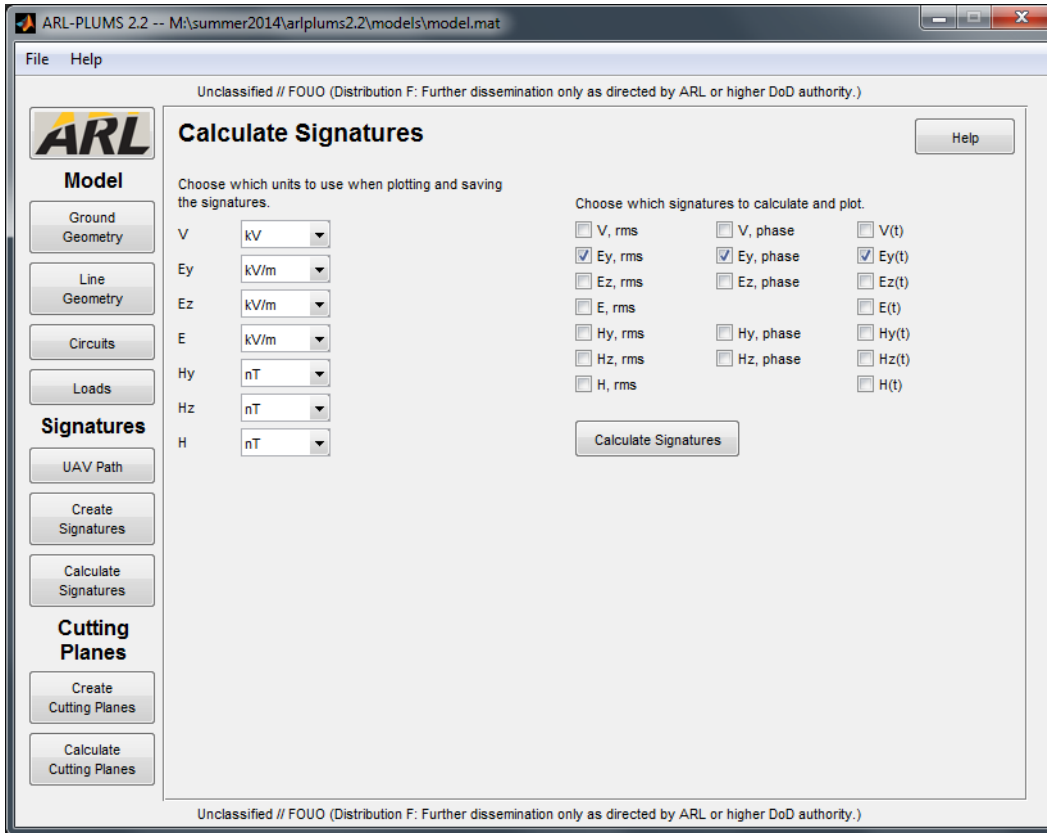 ARL-PLUMS 2.2 -- M:\summer2014\arlplums2.2\models\model.mat
File Help
Unclassified // FOUO (Distribution F: Further dissemination only as directed by ARL or higher DoD authority.)
ARL
Model
Ground
Geometry
Line
Geometry
Circuits
Loads
Signatures
UAV Path
Create
Signatures
Calculate
Signatures
Cutting
Planes
Create
Cutting Planes
Calculate
Cutting Planes
Calculate Signatures
Help
Choose which units to use when plotting and saving
the signatures.
V kV
Ey kV/m
Ez kV/m
E kV/m
Hy nT
Hz nT
H nT
Choose which signatures to calculate and plot.
V, rms V, phase V(t)
Ey, rms Ey, phase Ey(t)
Ez, rms Ez, phase Ez(t)
E, rms E(t)
Hy, rms Hy, phase Hy(t)
Hz, rms Hz, phase Hz(t)
H, rms H(t)
Calculate Signatures
Unclassified // FOUO (Distribution F: Further dissemination only as directed by ARL or higher DoD authority.)